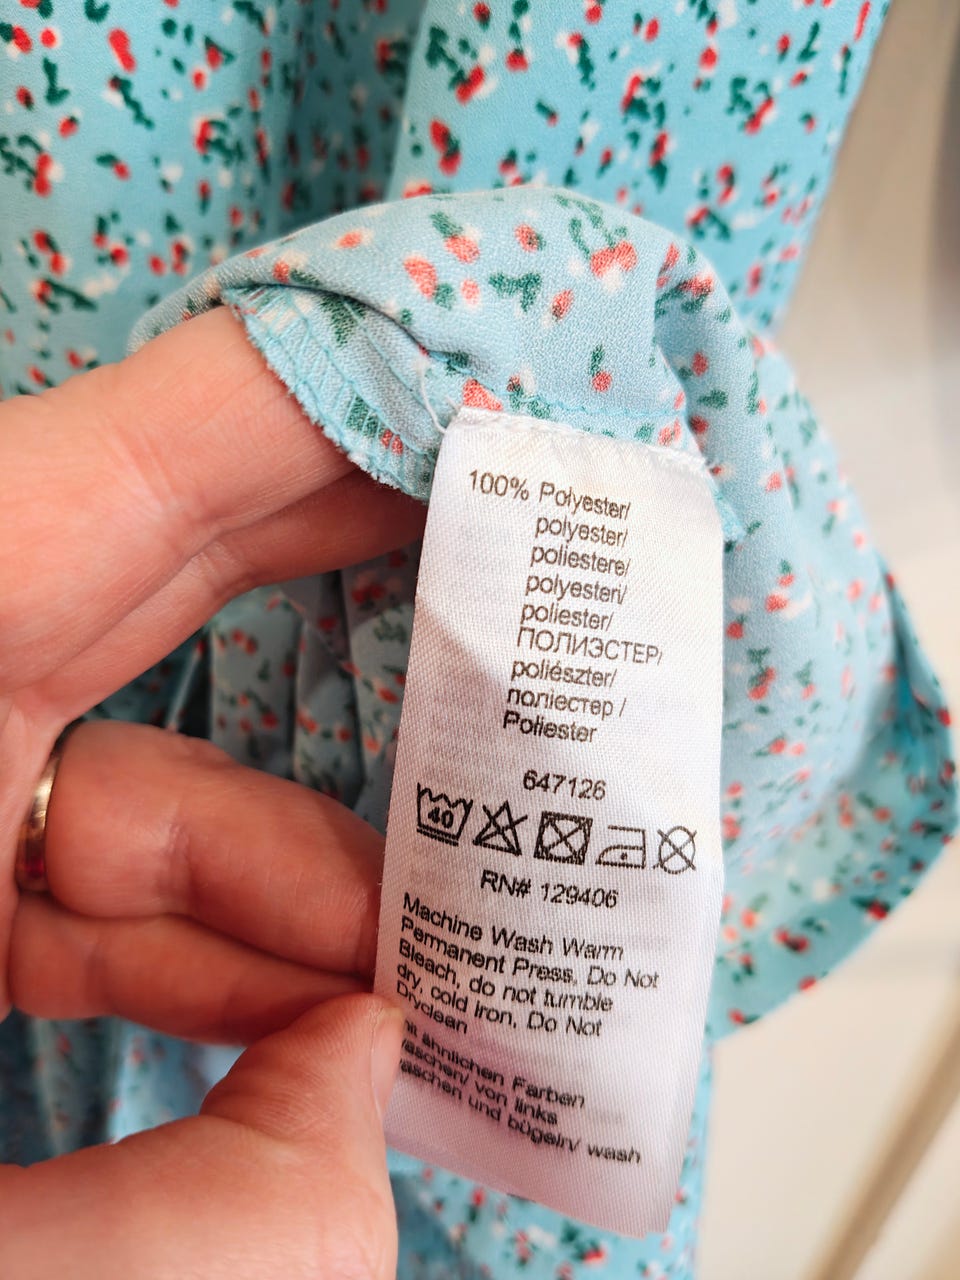 100% Polyester/
polyester/
poliestere/
polyesteri/
poliester/
ПОЛИЭСТЕР/
poliészter/
поліестер /
Poliester
647126
40
RN# 129406
Machine Wash Warm
Permanent Press, Do Not
Bleach, do not tumble
dry, cold iron, Do Not
Dryclean
ähnlichen Farben
waschen/ von links
waschen und bügeln/ wash